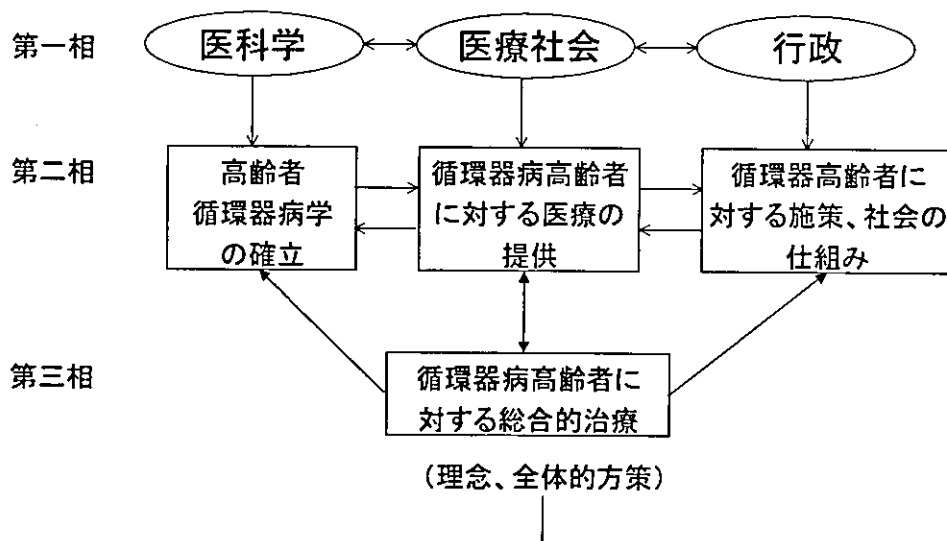 第一相
医科学
医療社会
行政
第二相
高齢者
循環器病学
の確立
循環器病高齢者
に対する医療の
提供
循環器高齢者に
対する施策、社会の
仕組み
第三相
循環器病高齢者に
対する総合的治療
(理念、全体的方策)